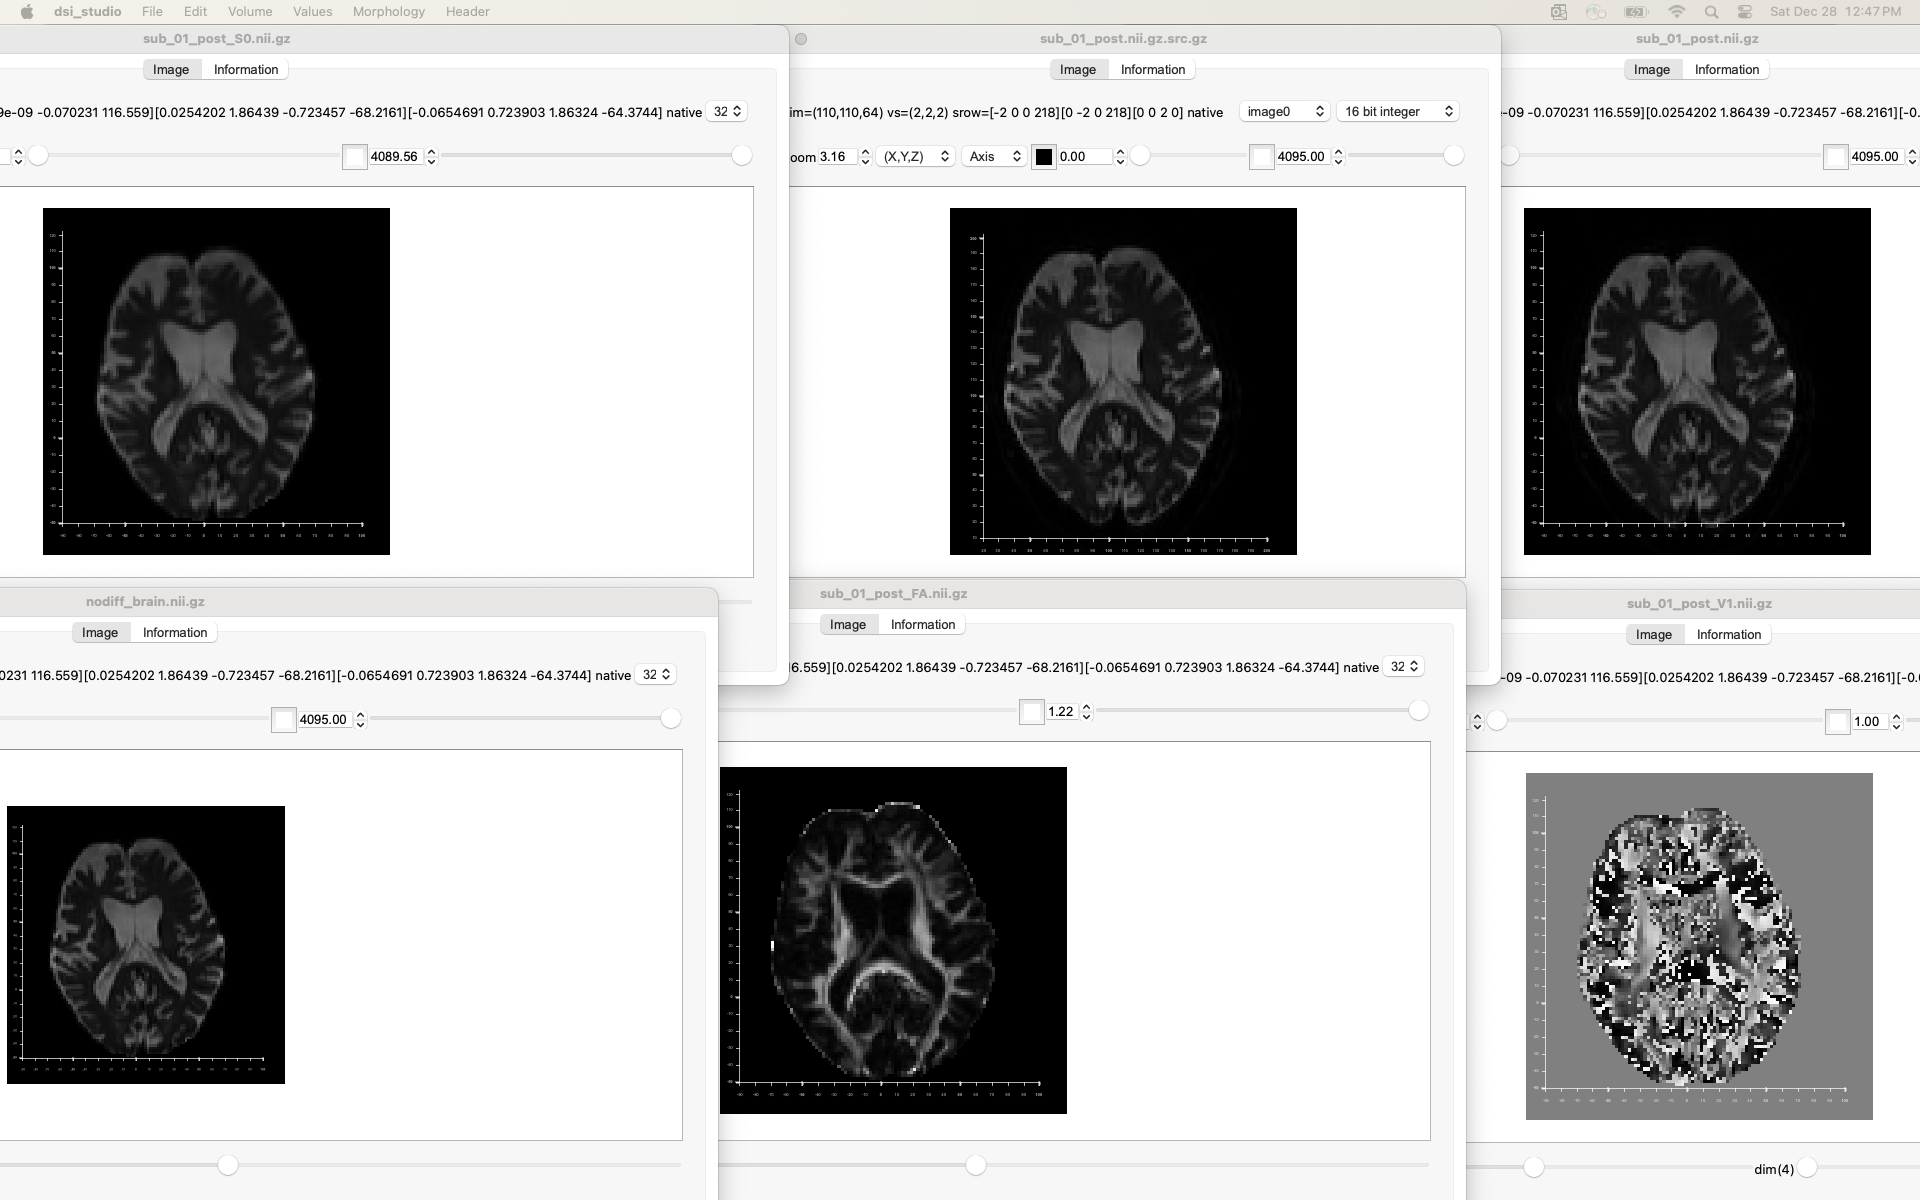 dsi_studio File Edit Volume Values Morphology Header Sat Dec 28 12:47 PM
sub_01_post_S0.nii.gz
Image Information
9e-09 -0.070231 116.559][0.0254202 1.86439 -0.723457 -68.2161][-0.0654691 0.723903 1.86324 -64.3744] native 32
4089.56
sub_01_post.nii.gz.src.gz
Image Information
im=(110,110,64) vs=(2,2,2) srow=[-2 0 0 218][0 -2 0 218][0 0 2 0] native image0 16 bit integer
oom 3.16 (X,Y,Z) Axis 0.00 4095.00
sub_01_post.nii.gz
Image Information
-09 -0.070231 116.559][0.0254202 1.86439 -0.723457 -68.2161][-0.
4095.00
nodiff_brain.nii.gz
Image Information
0231 116.559][0.0254202 1.86439 -0.723457 -68.2161][-0.0654691 0.723903 1.86324 -64.3744] native 32
4095.00
sub_01_post_FA.nii.gz
Image Information
6.559][0.0254202 1.86439 -0.723457 -68.2161][-0.0654691 0.723903 1.86324 -64.3744] native 32
1.22
sub_01_post_V1.nii.gz
Image Information
-09 -0.070231 116.559][0.0254202 1.86439 -0.723457 -68.2161][-0.
1.00
dim(4)